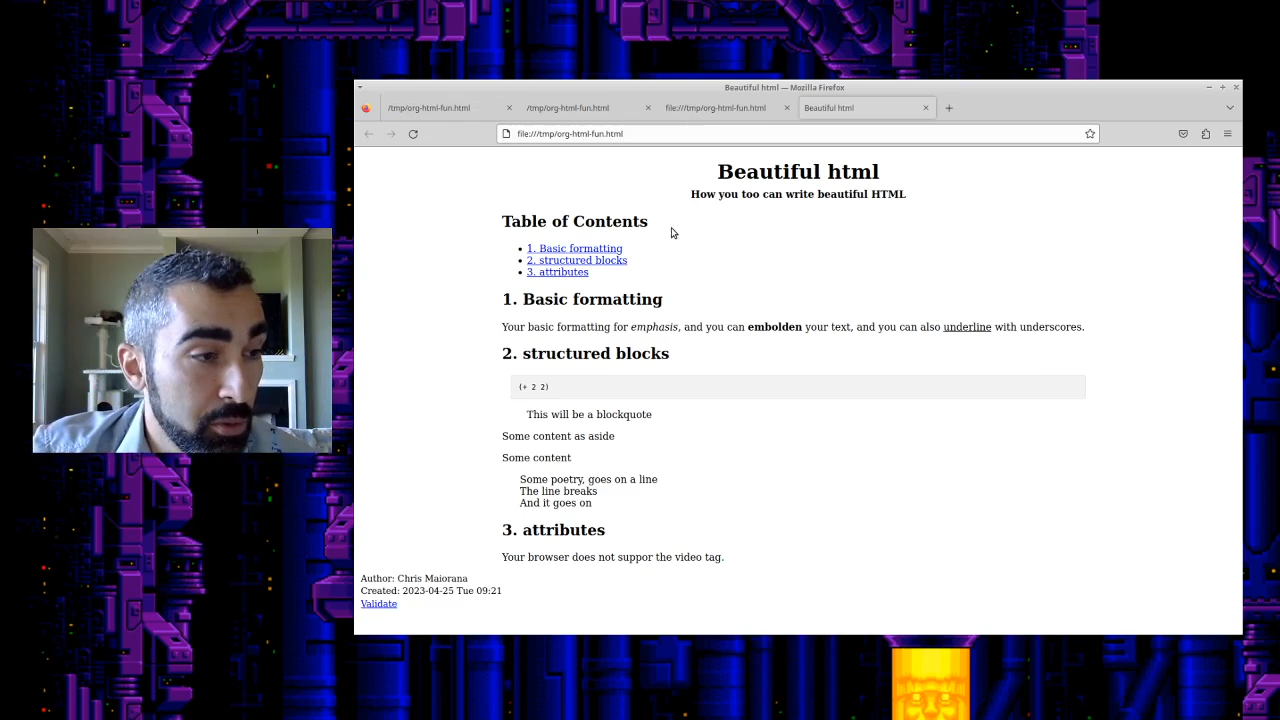 Beautiful html — Mozilla Firefox
/tmp/org-html-fun.html
/tmp/org-html-fun.html
file:///tmp/org-html-fun.html
Beautiful html
file:///tmp/org-html-fun.html
Beautiful html
How you too can write beautiful HTML
Table of Contents
• 1. Basic formatting
• 2. structured blocks
• 3. attributes
1. Basic formatting
Your basic formatting for emphasis, and you can embolden your text, and you can also underline with underscores.
2. structured blocks
(+ 2 2)
This will be a blockquote
Some content as aside
Some content
Some poetry, goes on a line
The line breaks
And it goes on
3. attributes
Your browser does not suppor the video tag.
Author: Chris Maiorana
Created: 2023-04-25 Tue 09:21
Validate